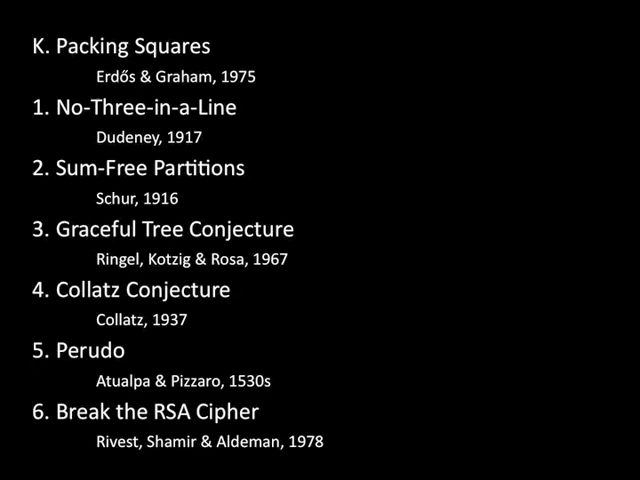 K. Packing Squares
Erdős & Graham, 1975
1. No-Three-in-a-Line
Dudeney, 1917
2. Sum-Free Partitions
Schur, 1916
3. Graceful Tree Conjecture
Ringel, Kotzig & Rosa, 1967
4. Collatz Conjecture
Collatz, 1937
5. Perudo
Atualpa & Pizzaro, 1530s
6. Break the RSA Cipher
Rivest, Shamir & Aldeman, 1978